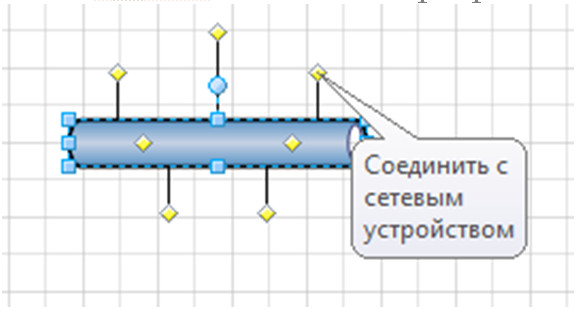 Соединить с
сетевым
устройством